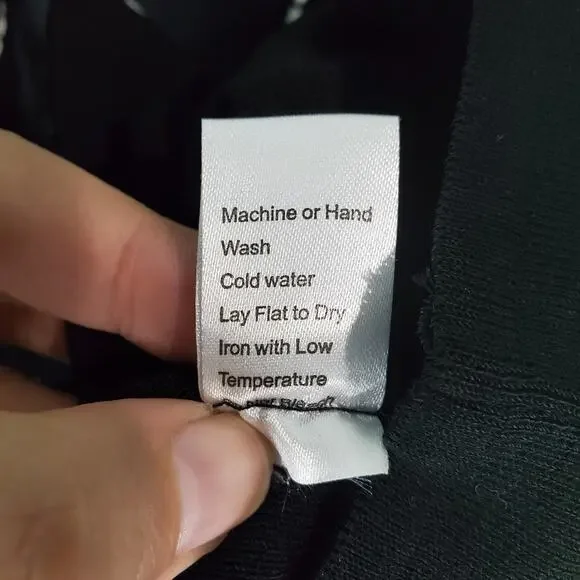 Machine or Hand
Wash
Cold water
Lay Flat to Dry
Iron with Low
Temperature